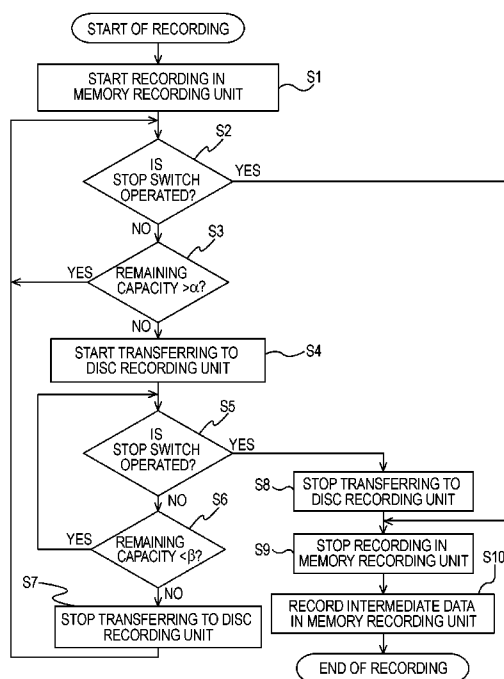 START OF RECORDING
START RECORDING IN
MEMORY RECORDING UNIT
S1
S2
IS
STOP SWITCH
OPERATED?
YES
NO
S3
YES
REMAINING
CAPACITY >α?
NO
START TRANSFERRING TO
DISC RECORDING UNIT
S4
S5
IS
STOP SWITCH
OPERATED?
YES
NO
S6
YES
REMAINING
CAPACITY <β?
NO
S7
STOP TRANSFERRING TO DISC
RECORDING UNIT
S8
STOP TRANSFERRING TO
DISC RECORDING UNIT
S9
STOP RECORDING IN
MEMORY RECORDING UNIT
S10
RECORD INTERMEDIATE DATA
IN MEMORY RECORDING UNIT
END OF RECORDING